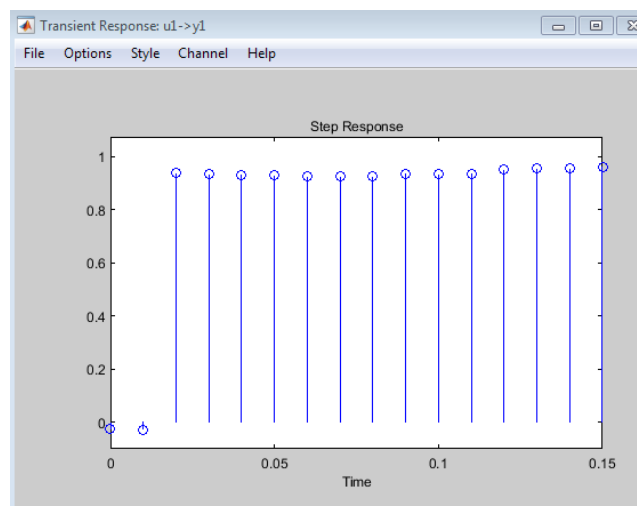 Transient Response: u1->y1
File Options Style Channel Help
Step Response
1
0.8
0.6
0.4
0.2
0
0 0.05 0.1 0.15
Time